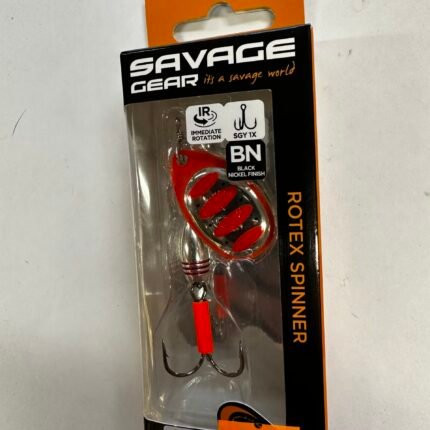 SAVAGE
GEAR it's a savage world
IR
IMMEDIATE
ROTATION
SGY 1X
BN
BLACK
NICKEL FINISH
ROTEX SPINNER